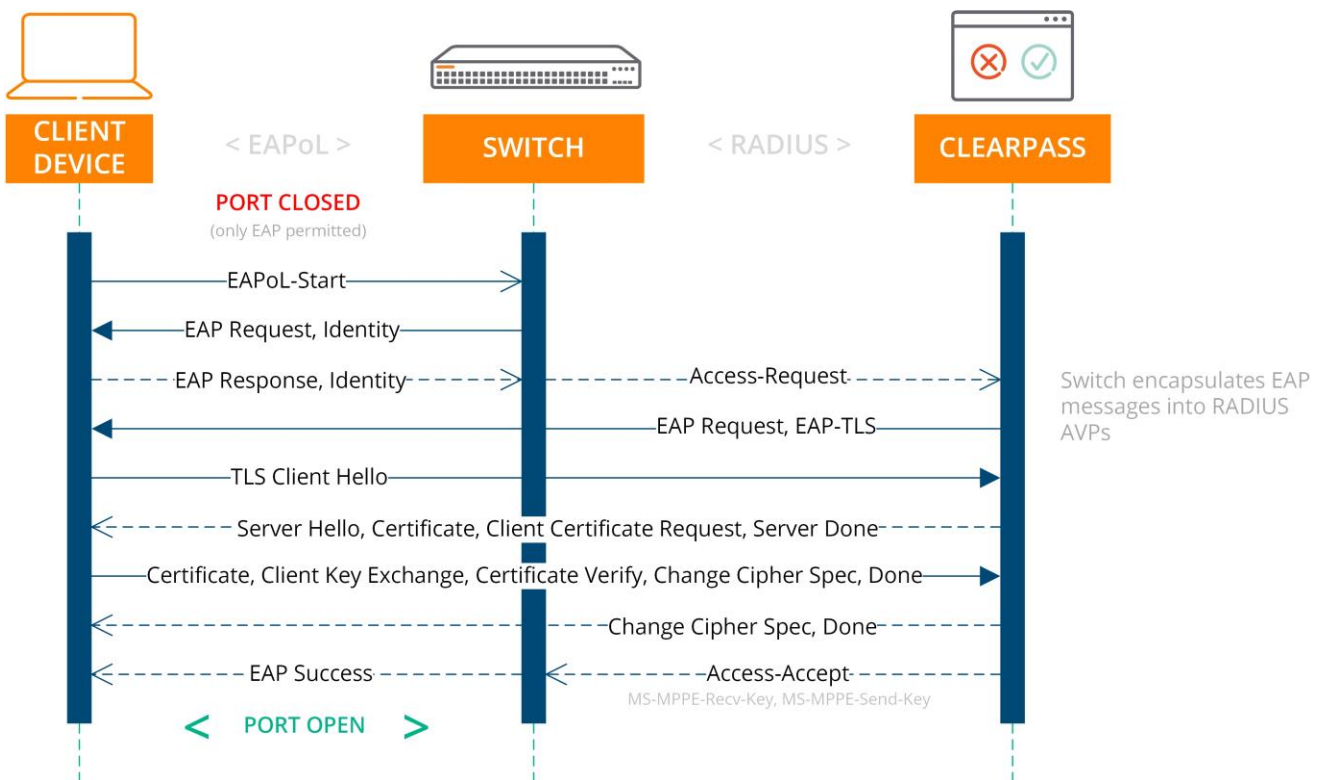 CLIENT
DEVICE
< EAPoL >
SWITCH
< RADIUS >
CLEARPASS
PORT CLOSED
(only EAP permitted)
EAPoL-Start
EAP Request, Identity
EAP Response, Identity
Access-Request
Switch encapsulates EAP
messages into RADIUS
AVPs
EAP Request, EAP-TLS
TLS Client Hello
Server Hello, Certificate, Client Certificate Request, Server Done
Certificate, Client Key Exchange, Certificate Verify, Change Cipher Spec, Done
Change Cipher Spec, Done
EAP Success
Access-Accept
MS-MPPE-Recv-Key, MS-MPPE-Send-Key
< PORT OPEN >